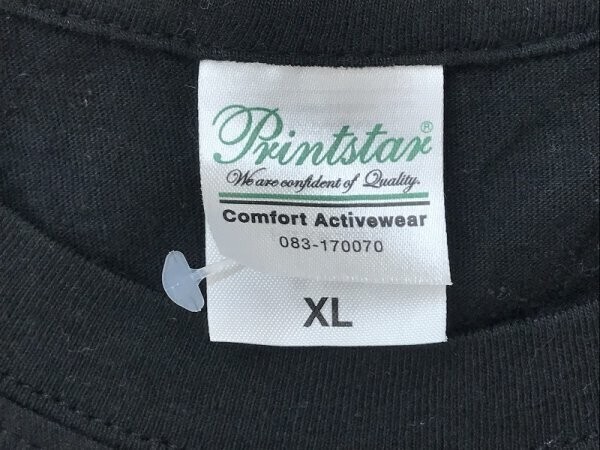 Printstar®
We are confident of Quality.
Comfort Activewear
083-170070
XL